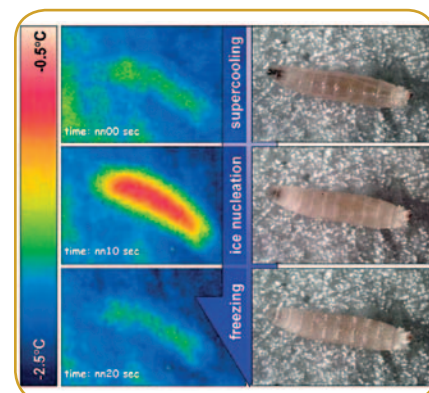 -0.5°C
-2.5°C
time: nn00 sec
supercooling
time: nn10 sec
ice nucleation
time: nn20 sec
freezing